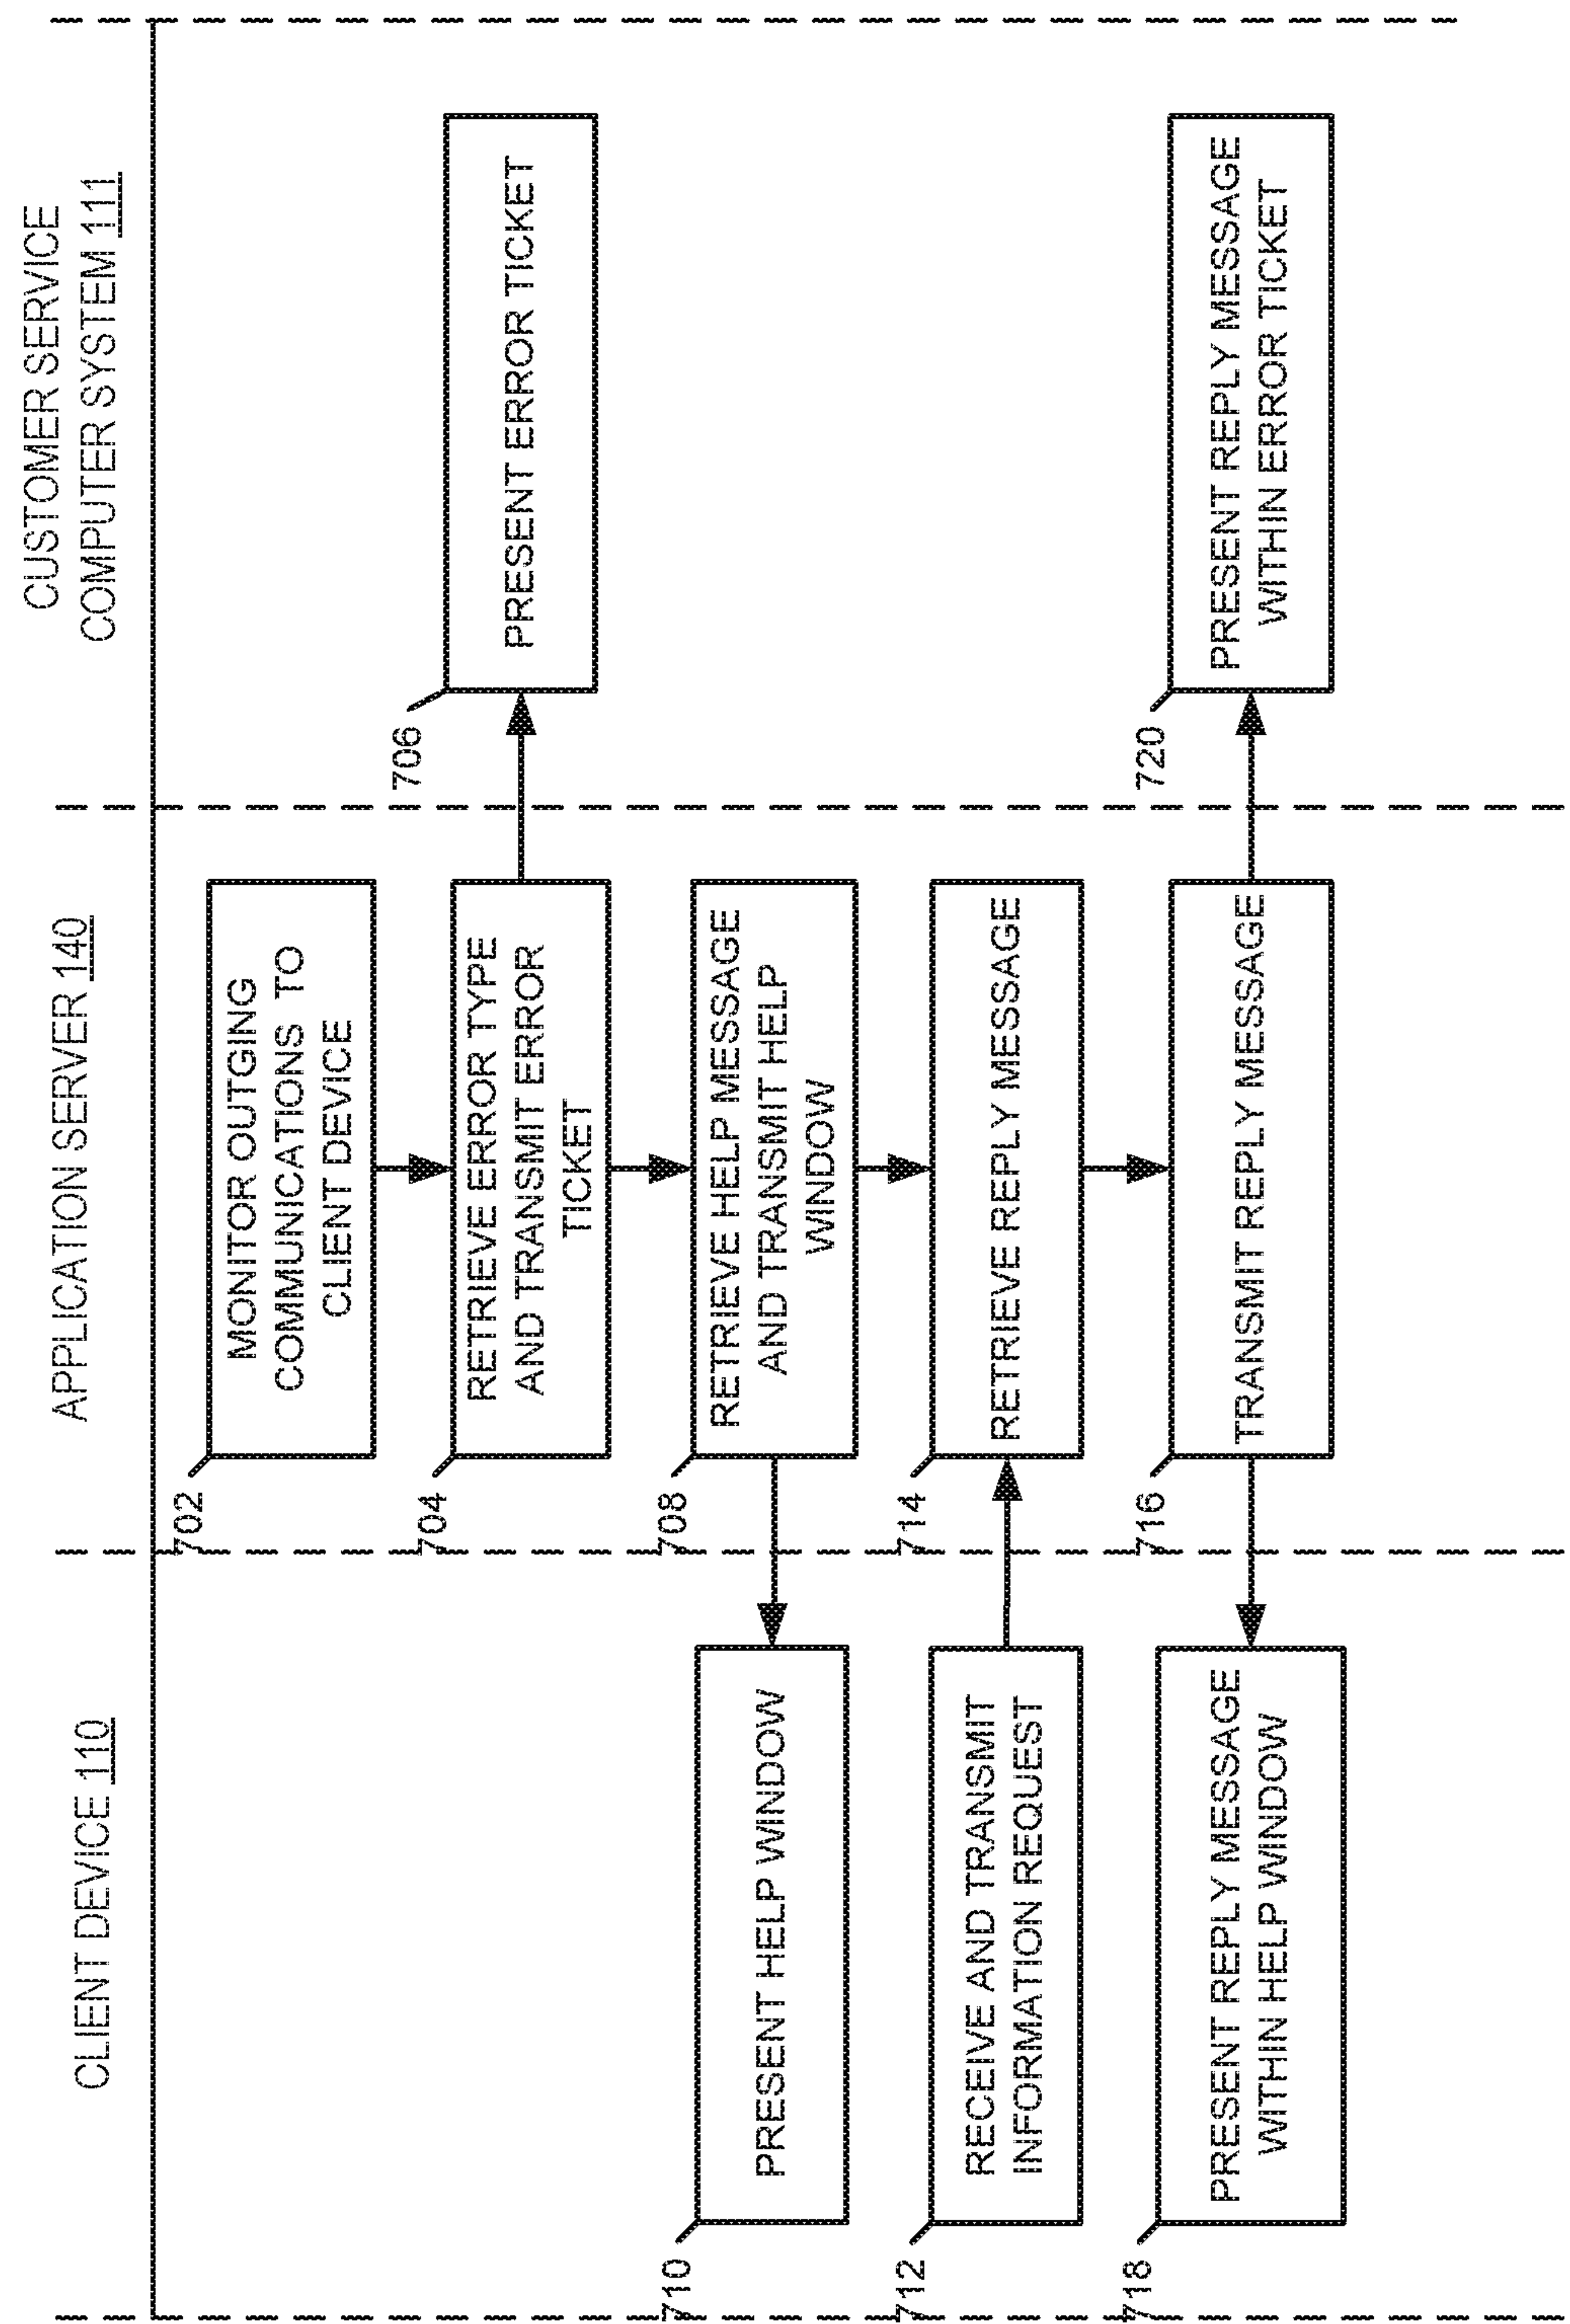 CLIENT DEVICE 110
APPLICATION SERVER 140
CUSTOMER SERVICE
COMPUTER SYSTEM 111
702
MONITOR OUTGING
COMMUNICATIONS TO
CLIENT DEVICE
704
RETRIEVE ERROR TYPE
AND TRANSMIT ERROR
TICKET
706
PRESENT ERROR TICKET
708
RETRIEVE HELP MESSAGE
AND TRANSMIT HELP
WINDOW
710
PRESENT HELP WINDOW
712
RECEIVE AND TRANSMIT
INFORMATION REQUEST
714
RETRIEVE REPLY MESSAGE
716
TRANSMIT REPLY MESSAGE
718
PRESENT REPLY MESSAGE
WITHIN HELP WINDOW
720
PRESENT REPLY MESSAGE
WITHIN ERROR TICKET